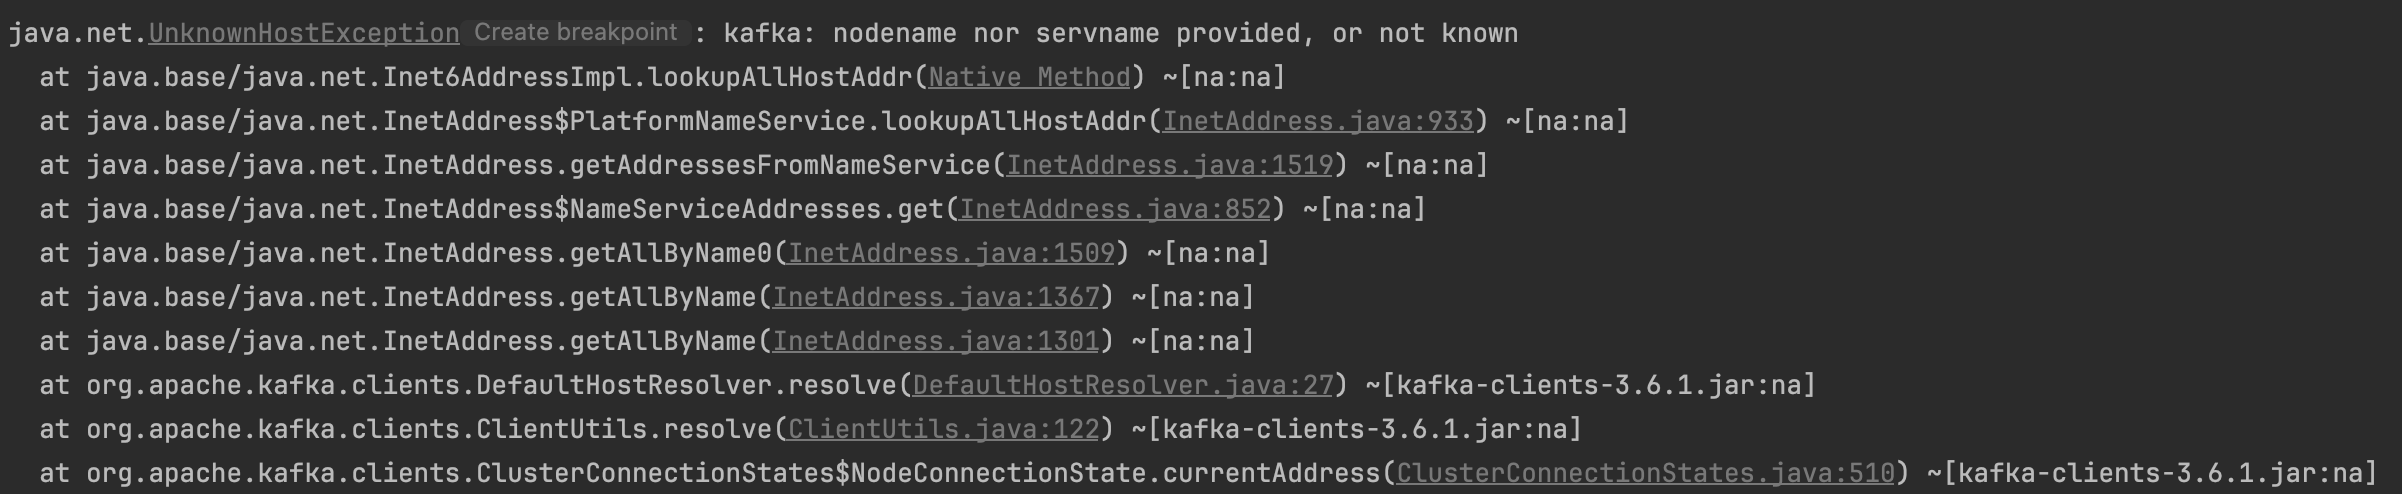 java.net.UnknownHostException Create breakpoint : kafka: nodename nor servname provided, or not known
at java.base/java.net.Inet6AddressImpl.lookupAllHostAddr(Native Method) ~[na:na]
at java.base/java.net.InetAddress$PlatformNameService.lookupAllHostAddr(InetAddress.java:933) ~[na:na]
at java.base/java.net.InetAddress.getAddressesFromNameService(InetAddress.java:1519) ~[na:na]
at java.base/java.net.InetAddress$NameServiceAddresses.get(InetAddress.java:852) ~[na:na]
at java.base/java.net.InetAddress.getAllByName0(InetAddress.java:1509) ~[na:na]
at java.base/java.net.InetAddress.getAllByName(InetAddress.java:1367) ~[na:na]
at java.base/java.net.InetAddress.getAllByName(InetAddress.java:1301) ~[na:na]
at org.apache.kafka.clients.DefaultHostResolver.resolve(DefaultHostResolver.java:27) ~[kafka-clients-3.6.1.jar:na]
at org.apache.kafka.clients.ClientUtils.resolve(ClientUtils.java:122) ~[kafka-clients-3.6.1.jar:na]
at org.apache.kafka.clients.ClusterConnectionStates$NodeConnectionState.currentAddress(ClusterConnectionStates.java:510) ~[kafka-clients-3.6.1.jar:na]